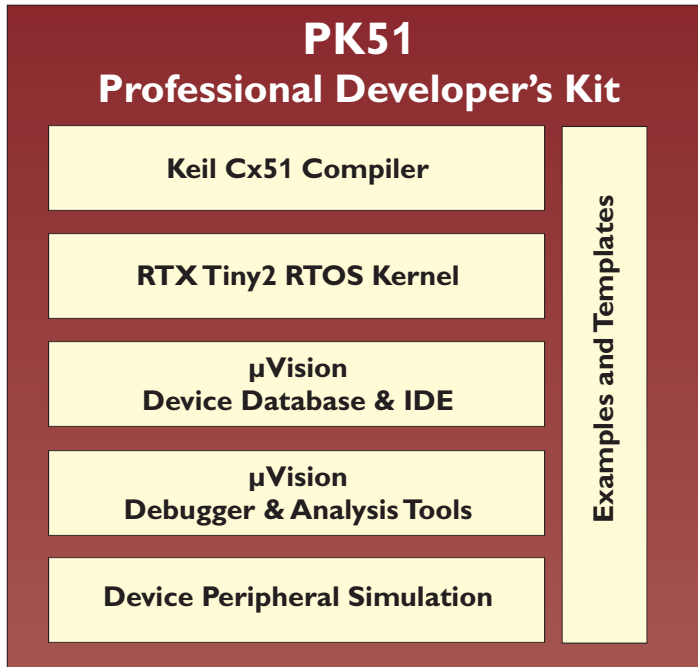 PK51
Professional Developer’s Kit
Keil Cx51 Compiler
RTX Tiny2 RTOS Kernel
µVision
Device Database & IDE
µVision
Debugger & Analysis Tools
Device Peripheral Simulation
Examples and Templates